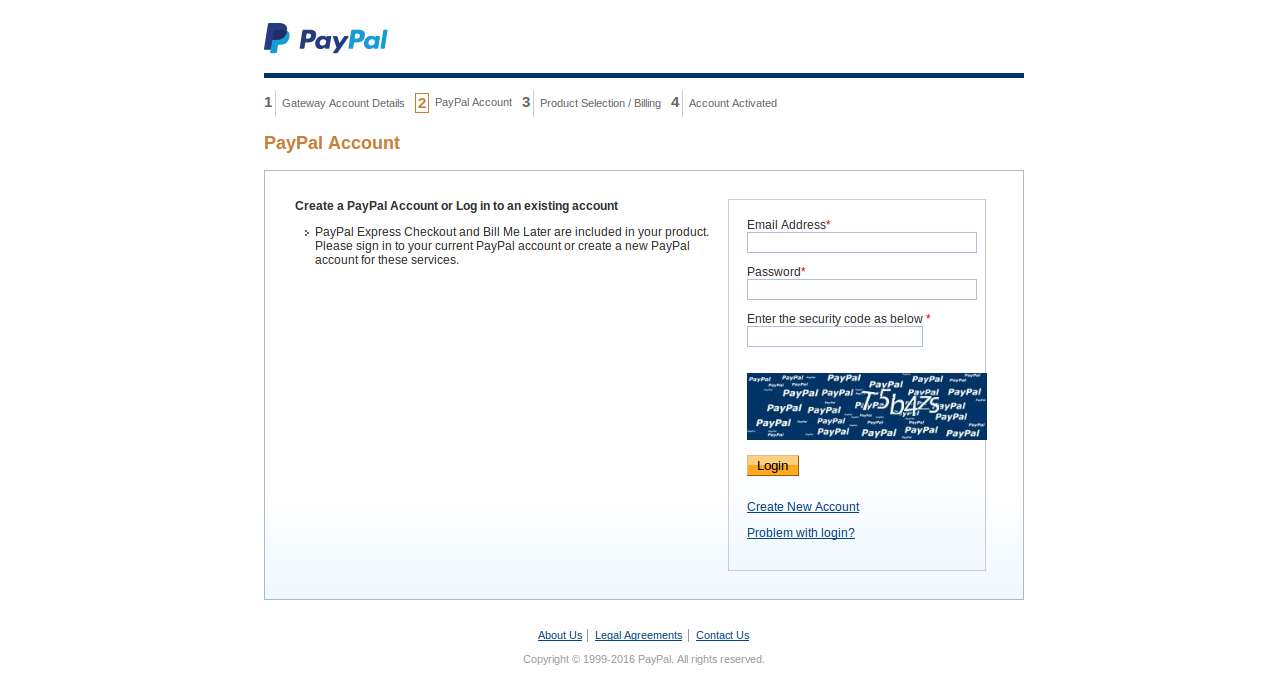 PayPal
1 Gateway Account Details 2 PayPal Account 3 Product Selection / Billing 4 Account Activated
PayPal Account
Create a PayPal Account or Log in to an existing account
PayPal Express Checkout and Bill Me Later are included in your product.
Please sign in to your current PayPal account or create a new PayPal
account for these services.
Email Address*
Password*
Enter the security code as below *
Login
Create New Account
Problem with login?
About Us
Legal Agreements
Contact Us
Copyright © 1999-2016 PayPal. All rights reserved.